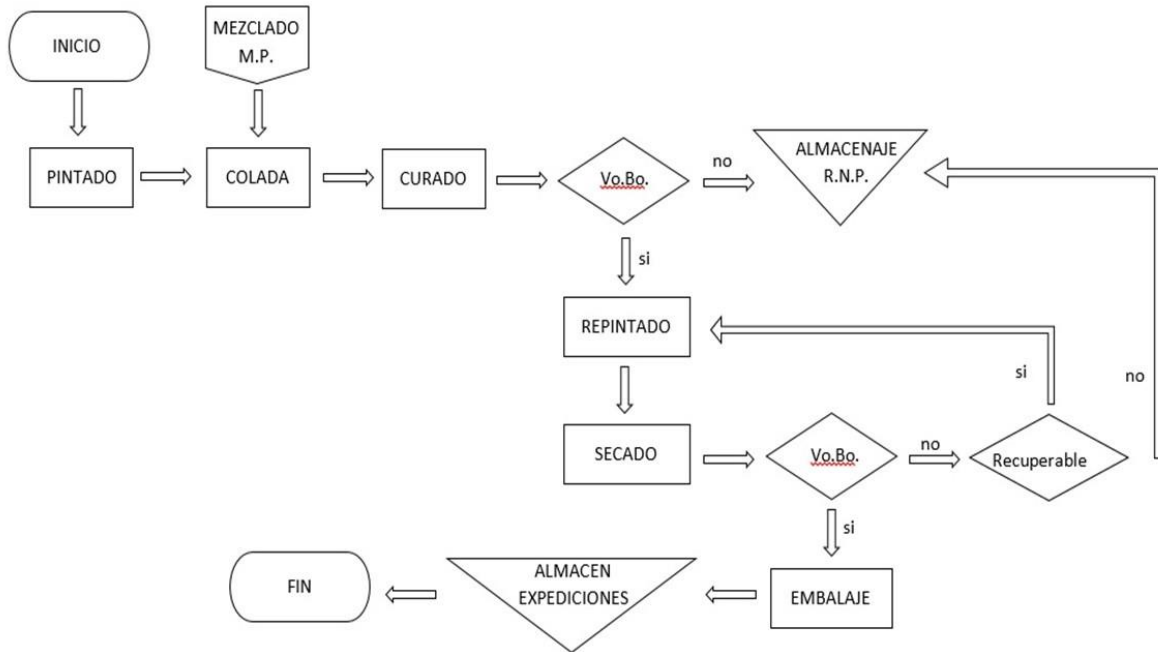 INICIO
MEZCLADO
M.P.
PINTADO
COLADA
CURADO
Vo.Bo.
no
ALMACENAJE
R.N.P.
si
REPINTADO
si
no
SECADO
Vo.Bo.
no
Recuperable
si
FIN
ALMACEN
EXPEDICIONES
EMBALAJE